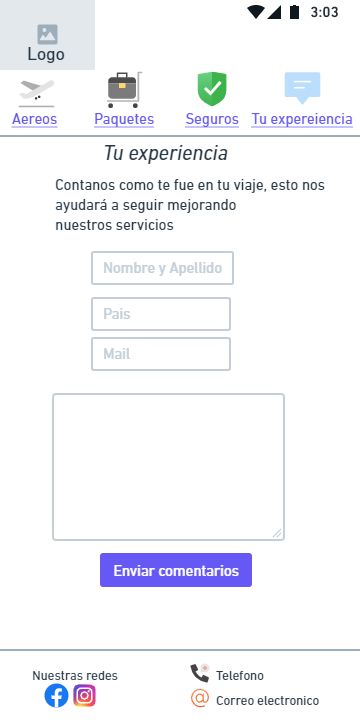 3:03
Logo
Aereos
Paquetes
Seguros
Tu expereiencia
Tu experiencia
Contanos como te fue en tu viaje, esto nos
ayudará a seguir mejorando
nuestros servicios
Nombre y Apellido
Pais
Mail
Enviar comentarios
Nuestras redes
Telefono
Correo electronico